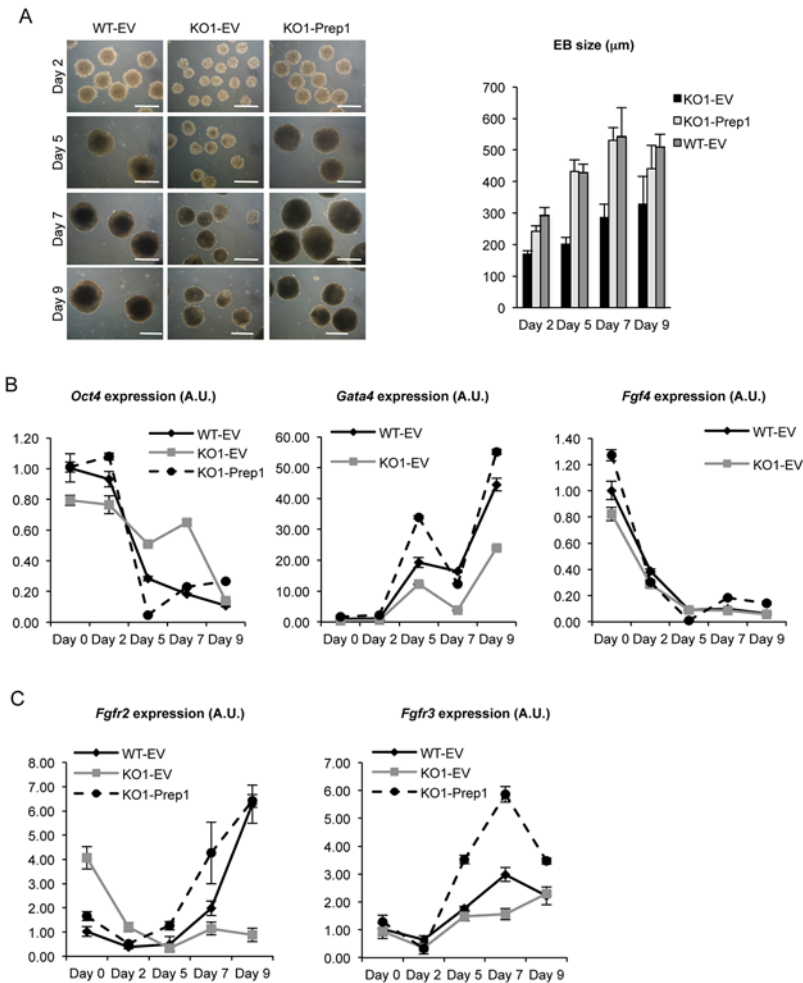 A
WT-EV KO1-EV KO1-Prep1
Day 2
Day 5
Day 7
Day 9
EB size (μm)
700
600
500
400
300
200
100
0
Day 2 Day 5 Day 7 Day 9
KO1-EV
KO1-Prep1
WT-EV
B
Oct4 expression (A.U.)
1.20
1.00
0.80
0.60
0.40
0.20
0.00
Day 0 Day 2 Day 5 Day 7 Day 9
WT-EV
KO1-EV
KO1-Prep1
Gata4 expression (A.U.)
60.00
50.00
40.00
30.00
20.00
10.00
0.00
Day 0 Day 2 Day 5 Day 7 Day 9
WT-EV
KO1-EV
Fgf4 expression (A.U.)
1.40
1.20
1.00
0.80
0.60
0.40
0.20
0.00
Day 0 Day 2 Day 5 Day 7 Day 9
WT-EV
KO1-EV
C
Fgfr2 expression (A.U.)
8.00
7.00
6.00
5.00
4.00
3.00
2.00
1.00
0.00
Day 0 Day 2 Day 5 Day 7 Day 9
WT-EV
KO1-EV
KO1-Prep1
Fgfr3 expression (A.U.)
7.00
6.00
5.00
4.00
3.00
2.00
1.00
0.00
Day 0 Day 2 Day 5 Day 7 Day 9
WT-EV
KO1-EV
KO1-Prep1